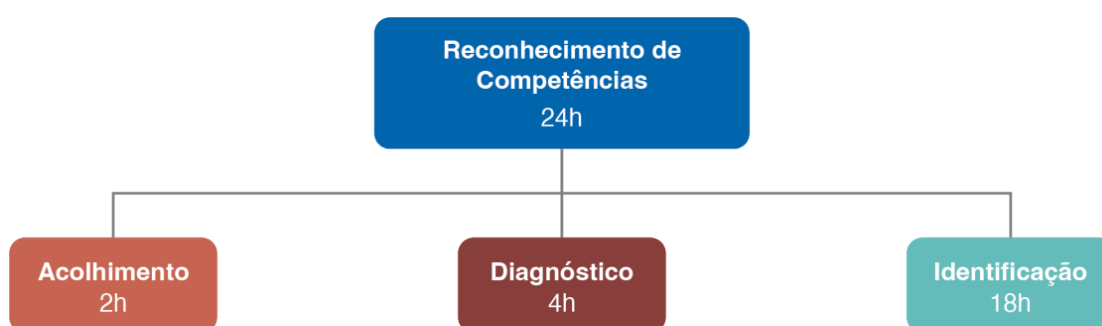 Reconhecimento de
Competências
24h
Acolhimento
2h
Diagnóstico
4h
Identificação
18h